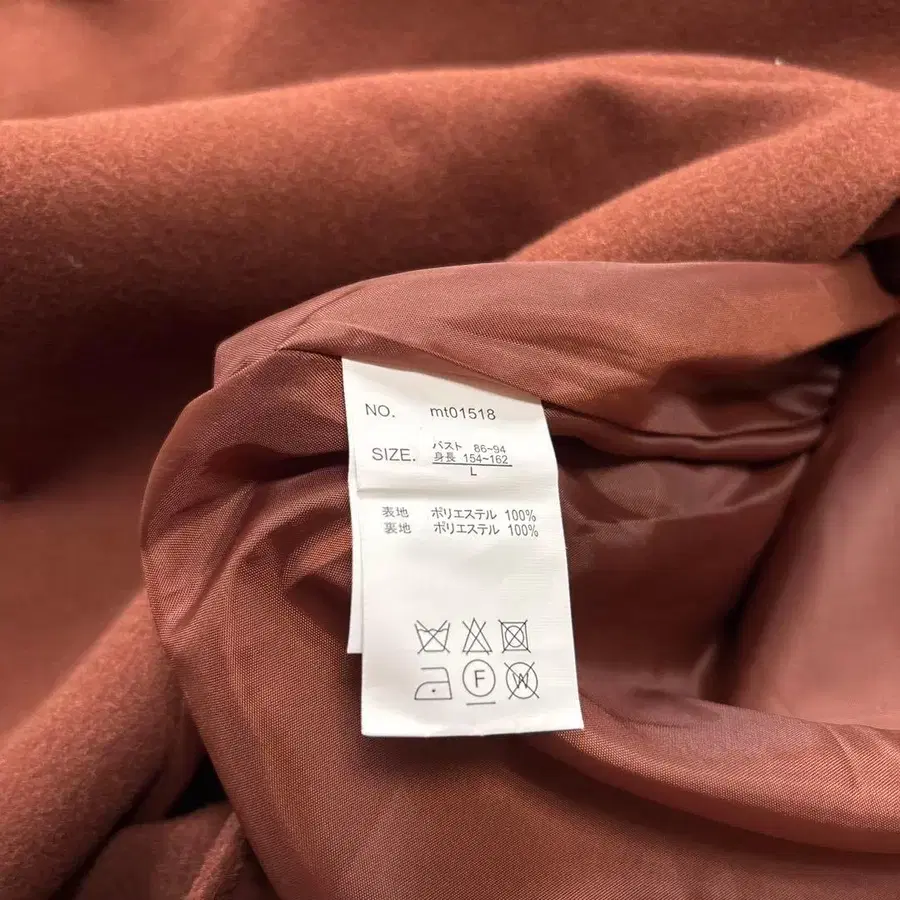 NO. mt01518
SIZE. バスト 86~94
身長 154~162
L
表地 ポリエステル 100%
裏地 ポリエステル 100%
F W